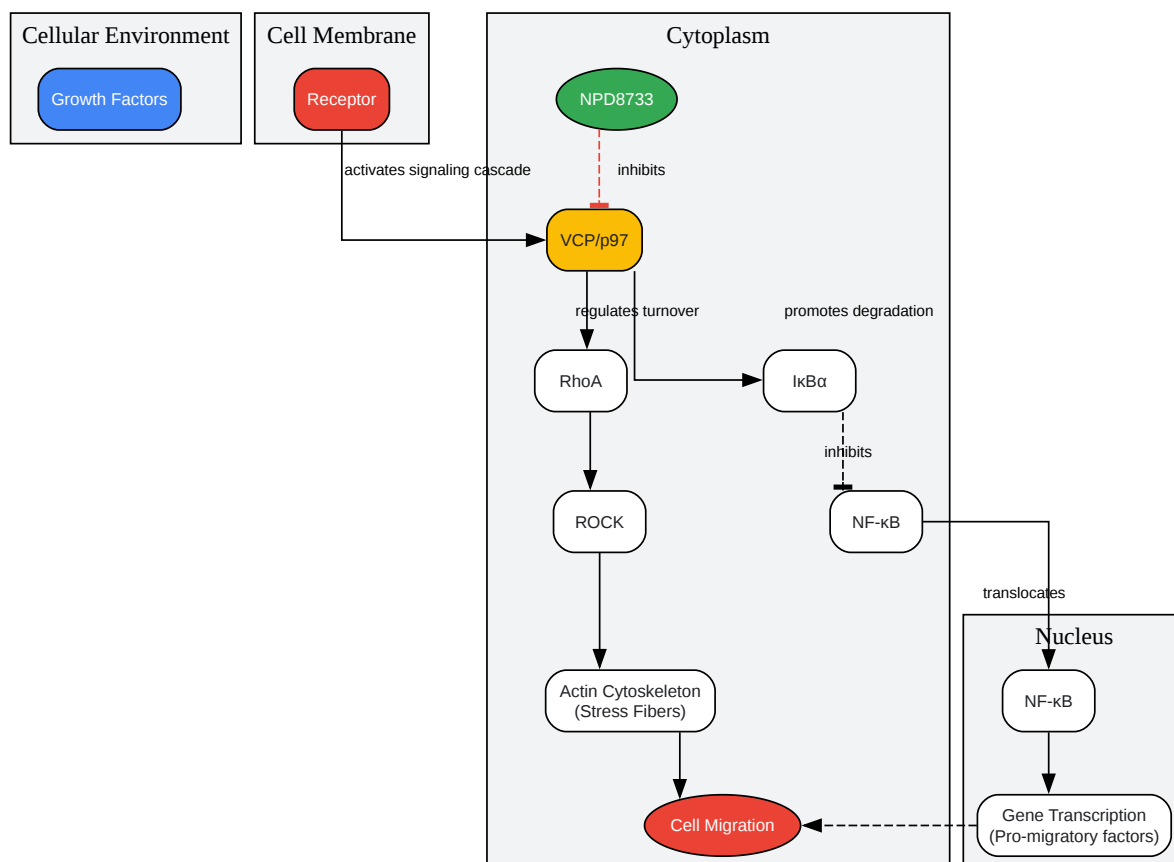 Cellular Environment
Cell Membrane
Cytoplasm
Growth Factors
Receptor
NPD8733
activates signaling cascade
inhibits
VCP/p97
regulates turnover
promotes degradation
RhoA
IκBα
inhibits
ROCK
NF-κB
translocates
Nucleus
Actin Cytoskeleton
(Stress Fibers)
NF-κB
Cell Migration
Gene Transcription
(Pro-migratory factors)